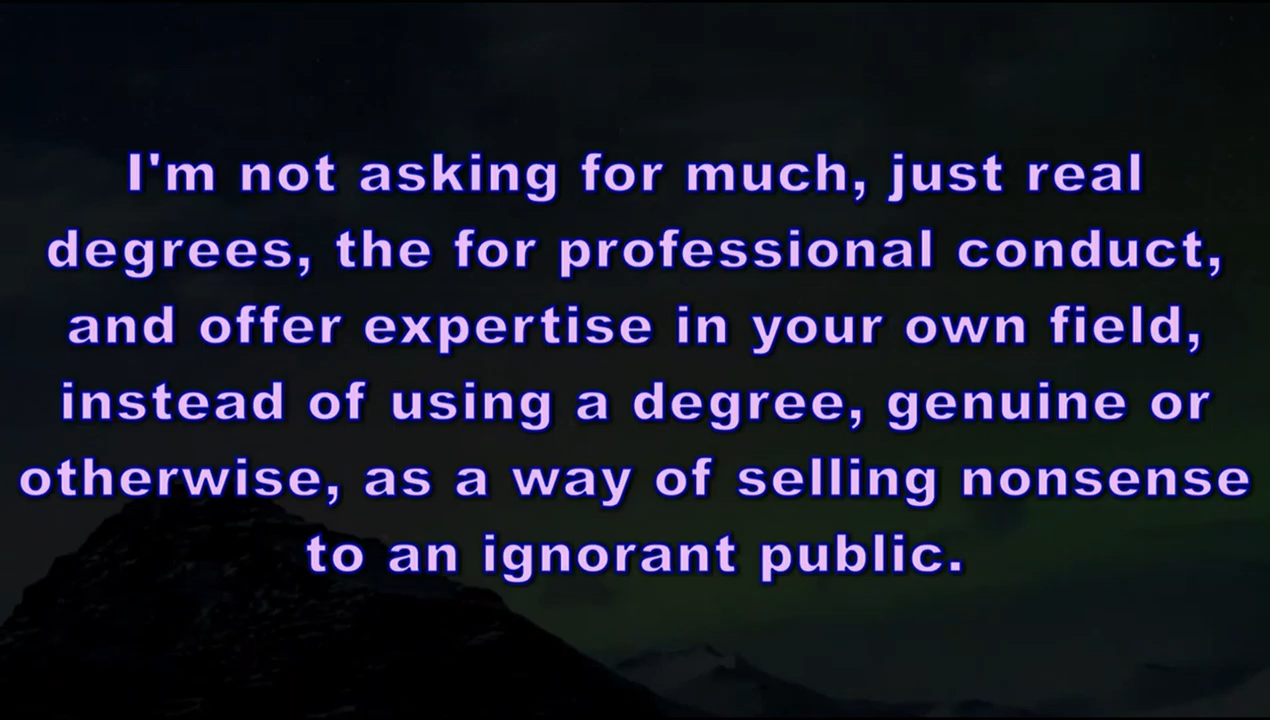 I'm not asking for much, just real
degrees, the for professional conduct,
and offer expertise in your own field,
instead of using a degree, genuine or
otherwise, as a way of selling nonsense
to an ignorant public.